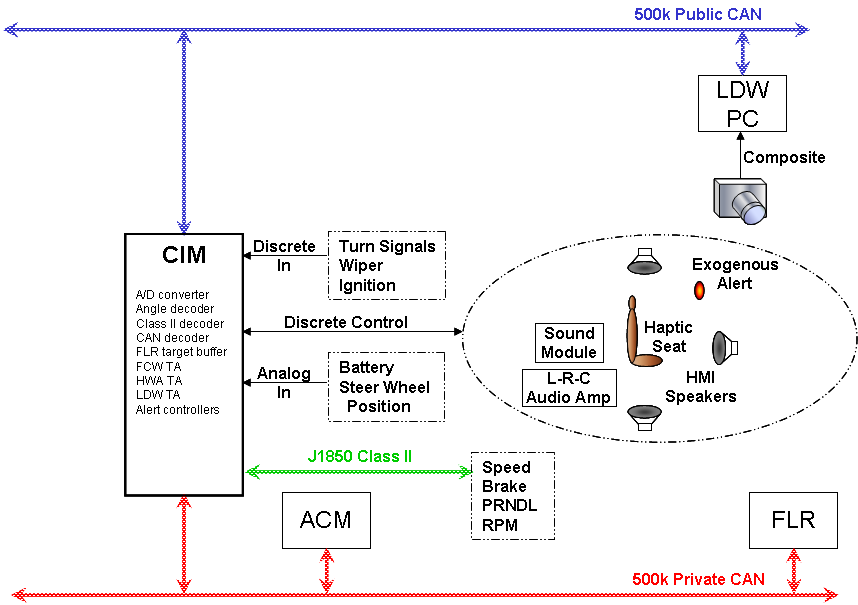 500k Public CAN
LDW
PC
Composite
CIM
A/D converter
Angle decoder
Class II decoder
CAN decoder
FLR target buffer
FCW TA
HWA TA
LDW TA
Alert controllers
Discrete
In
Turn Signals
Wiper
Ignition
Discrete Control
Analog
In
Battery
Steer Wheel
Position
Exogenous
Alert
Haptic
Seat
Sound
Module
L-R-C
Audio Amp
HMI
Speakers
J1850 Class II
Speed
Brake
PRNDL
RPM
ACM
FLR
500k Private CAN